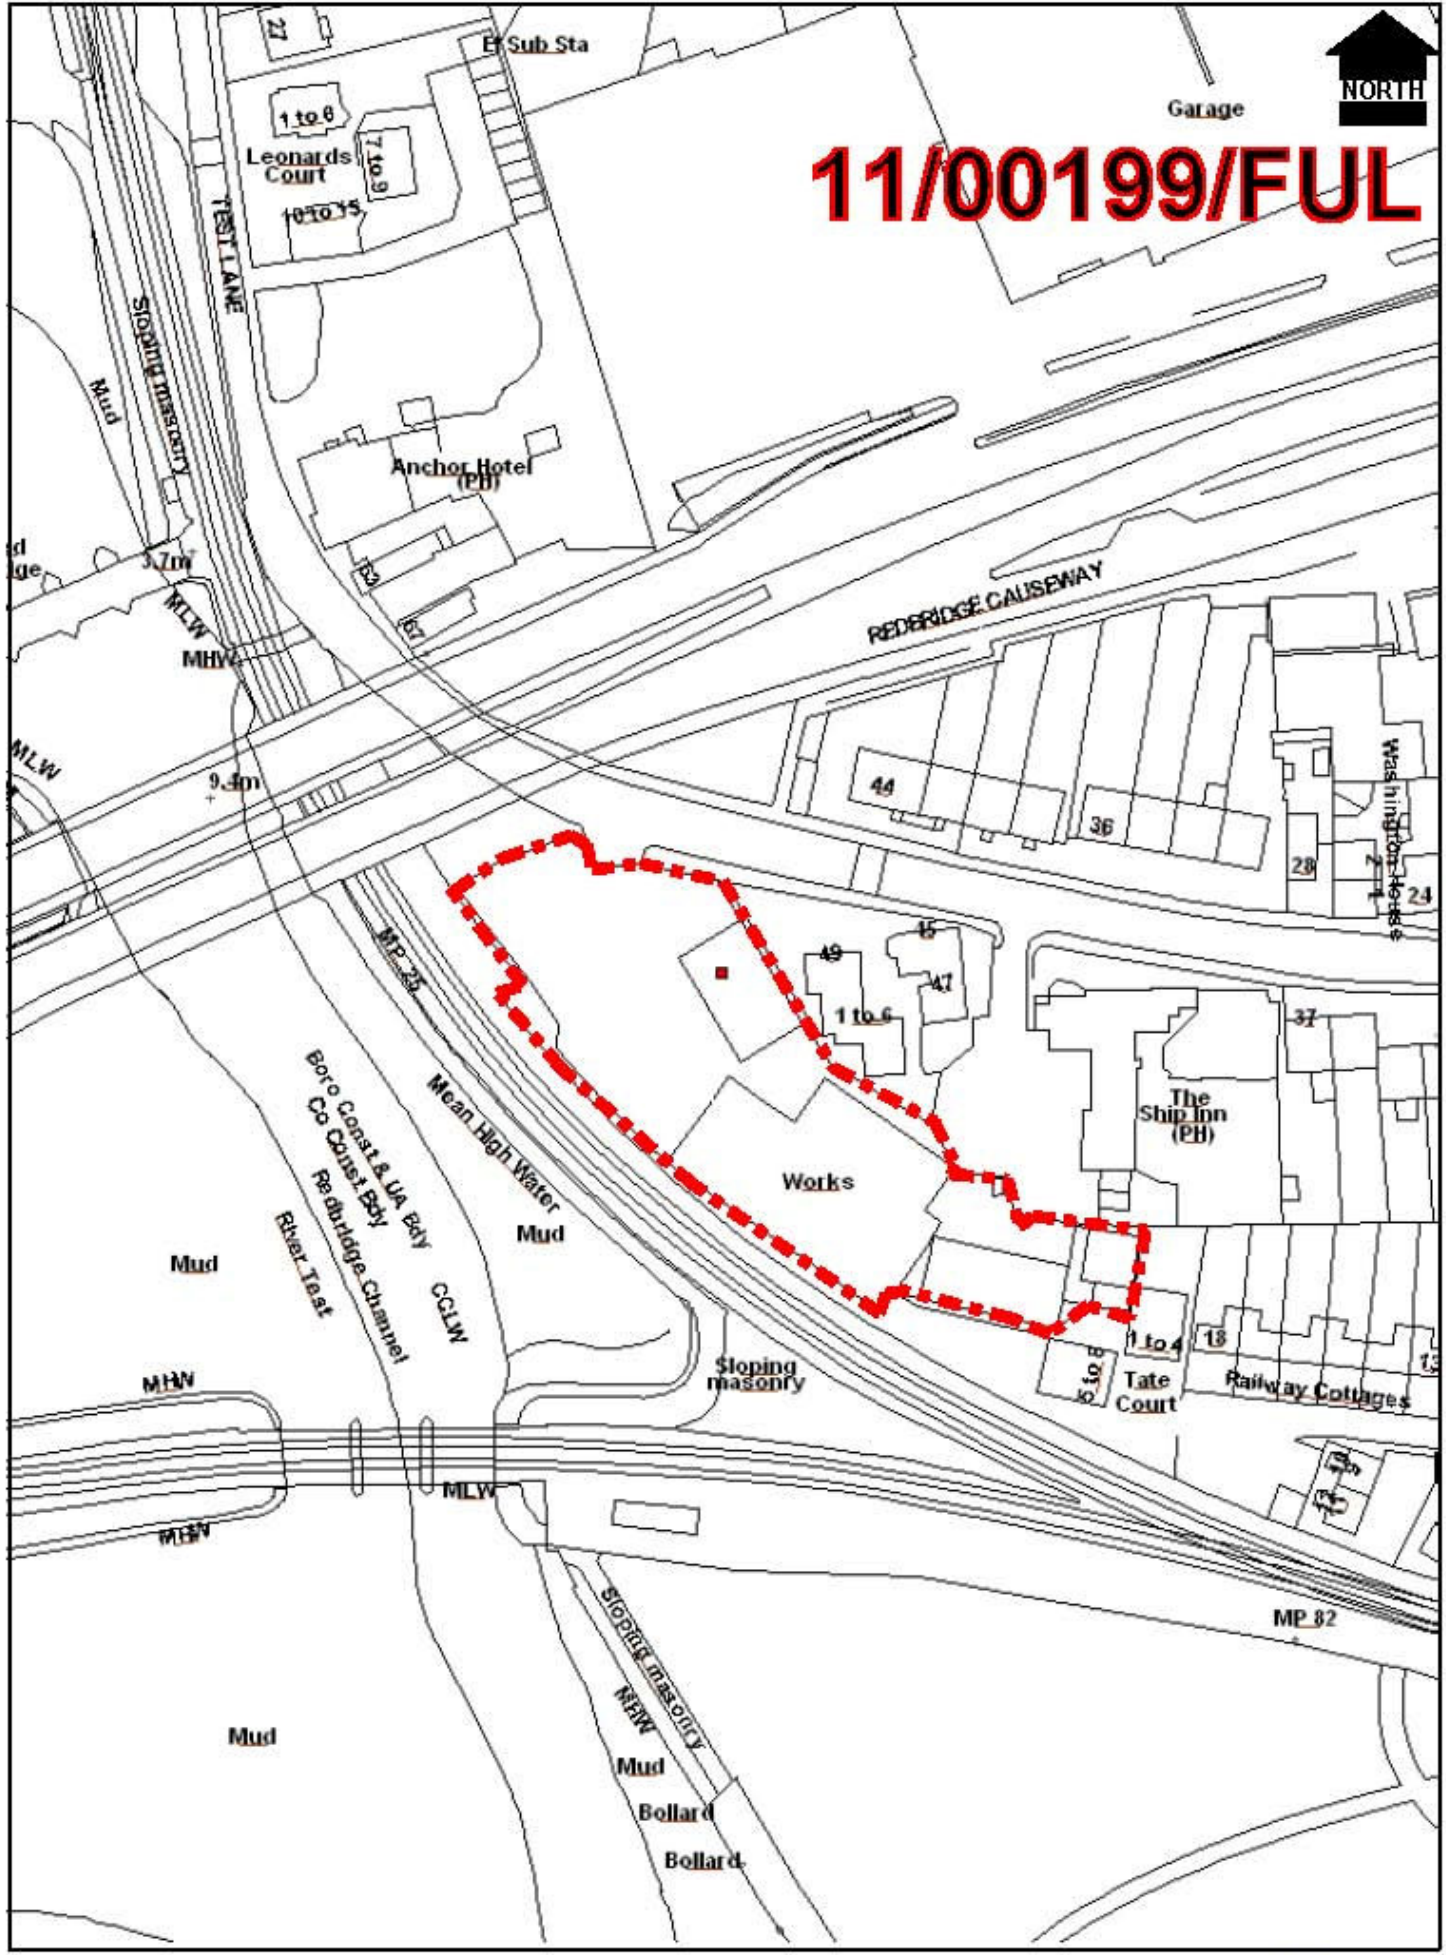 27
El Sub Sta
NORTH
Garage
1 to 6
11/00199/FUL
Leonards
Court
7 to 9
10 to 15
TEST LANE
Sloping masonry
Mud
Anchor Hotel
(PH)
3.7m
63
67
MLW
MHW
REDBRIDGE CAUSEWAY
MLW
9.4m
44
36
28
24
Washington House
MP 25
49
45
47
1 to 6
37
The
Ship Inn
(PH)
Works
Boro Const & UA Bdy
Co Const Bdy
Mean High Water
Redbridge Channel
River Test
Mud
Mud
CCLW
MHW
Sloping
masonry
1 to 4
5 to 8
Tate
Court
18
13
Railway Cottages
MLW
MHW
MP 82
Sloping masonry
MHW
Mud
Mud
Bollard
Bollard